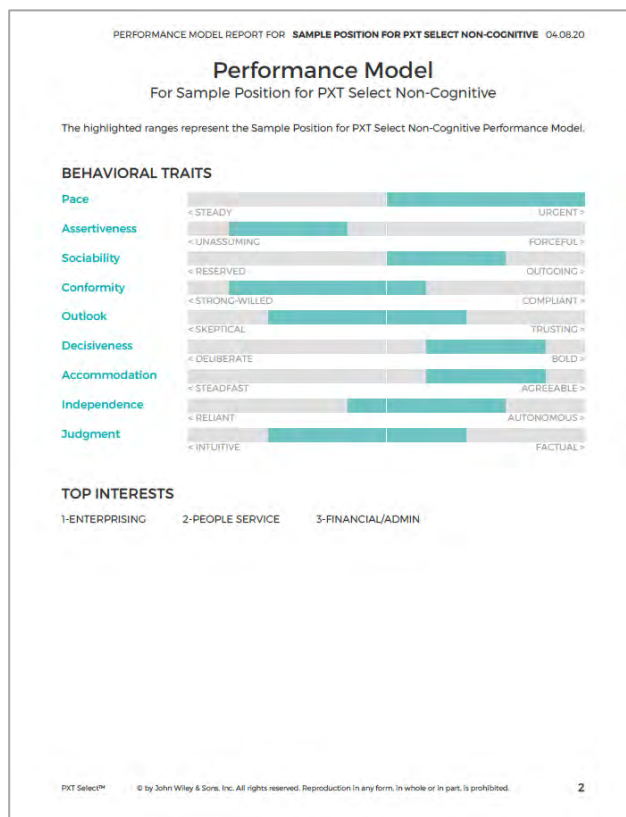 PERFORMANCE MODEL REPORT FOR SAMPLE POSITION FOR PXT SELECT NON-COGNITIVE 04.08.20
Performance Model
For Sample Position for PXT Select Non-Cognitive
The highlighted ranges represent the Sample Position for PXT Select Non-Cognitive Performance Model.
BEHAVIORAL TRAITS
Pace
< STEADY URGENT >
Assertiveness
< UNASSUMING FORCEFUL >
Sociability
< RESERVED OUTGOING >
Conformity
< STRONG-WILLED COMPLIANT >
Outlook
< SKEPTICAL TRUSTING >
Decisiveness
< DELIBERATE BOLD >
Accommodation
< STEADFAST AGREEABLE >
Independence
< RELIANT AUTONOMOUS >
Judgment
< INTUITIVE FACTUAL >
TOP INTERESTS
1-ENTERPRISING 2-PEOPLE SERVICE 3-FINANCIAL/ADMIN
PXT Select™ © by John Wiley & Sons, Inc. All rights reserved. Reproduction in any form, in whole or in part, is prohibited. 2